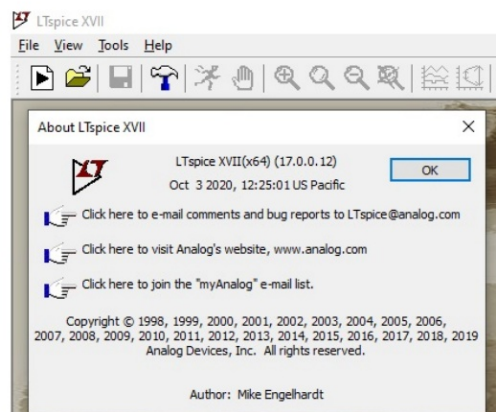 LTspice XVII
File View Tools Help
About LTspice XVII
LT
LTspice XVII(x64) (17.0.0.12)
OK
Oct 3 2020, 12:25:01 US Pacific
Click here to e-mail comments and bug reports to LTspice@analog.com
Click here to visit Analog's website, www.analog.com
Click here to join the "myAnalog" e-mail list.
Copyright © 1998, 1999, 2000, 2001, 2002, 2003, 2004, 2005, 2006,
2007, 2008, 2009, 2010, 2011, 2012, 2013, 2014, 2015, 2016, 2017, 2018, 2019
Analog Devices, Inc. All rights reserved.
Author: Mike Engelhardt